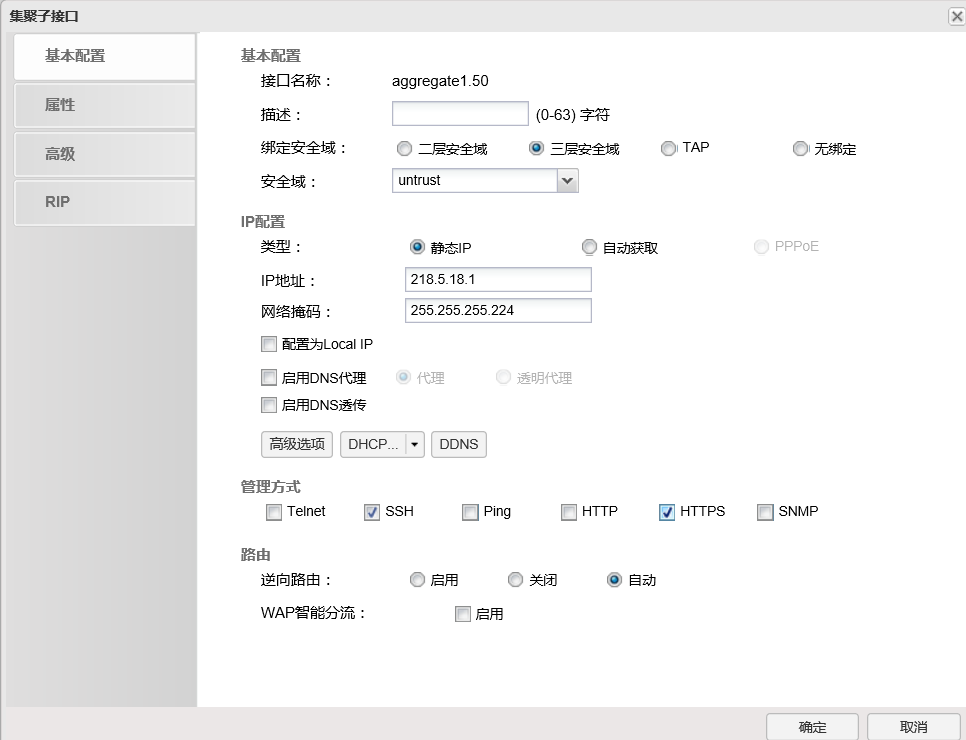 集聚子接口
基本配置
属性
高级
RIP
基本配置
接口名称： aggregate1.50
描述： (0-63) 字符
绑定安全域： 二层安全域 三层安全域 TAP 无绑定
安全域： untrust
IP配置
类型： 静态IP 自动获取 PPPoE
IP地址： 218.5.18.1
网络掩码： 255.255.255.224
配置为Local IP
启用DNS代理 代理 透明代理
启用DNS透传
高级选项 DHCP... DDNS
管理方式
Telnet SSH Ping HTTP HTTPS SNMP
路由
逆向路由： 启用 关闭 自动
WAP智能分流： 启用
确定 取消